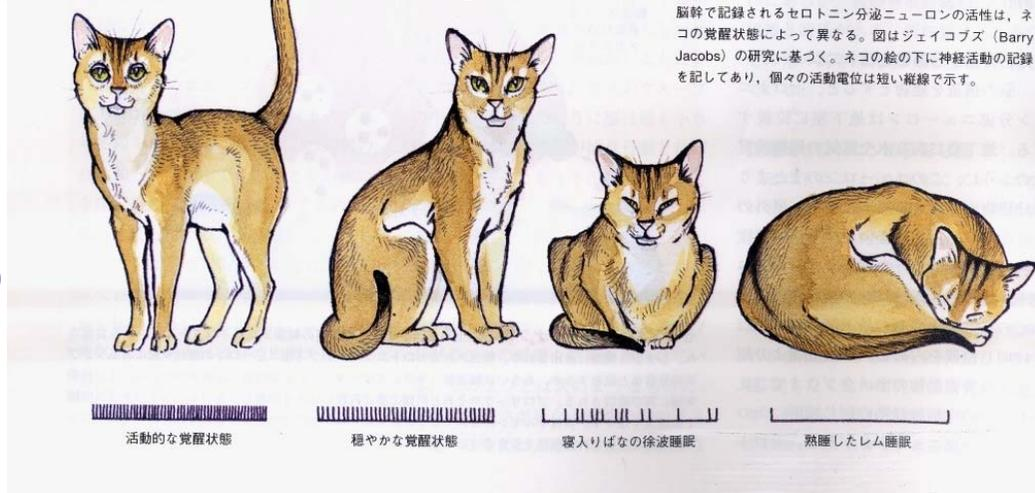 脳幹で記録されるセロトニン分泌ニューロンの活性は，ネ
コの覚醒状態によって異なる。図はジェイコブズ（Barry
Jacobs）の研究に基づく。ネコの絵の下に神経活動の記録
を記してあり，個々の活動電位は短い縦線で示す。
活動的な覚醒状態
穏やかな覚醒状態
寝入りばなの徐波睡眠
熟睡したレム睡眠